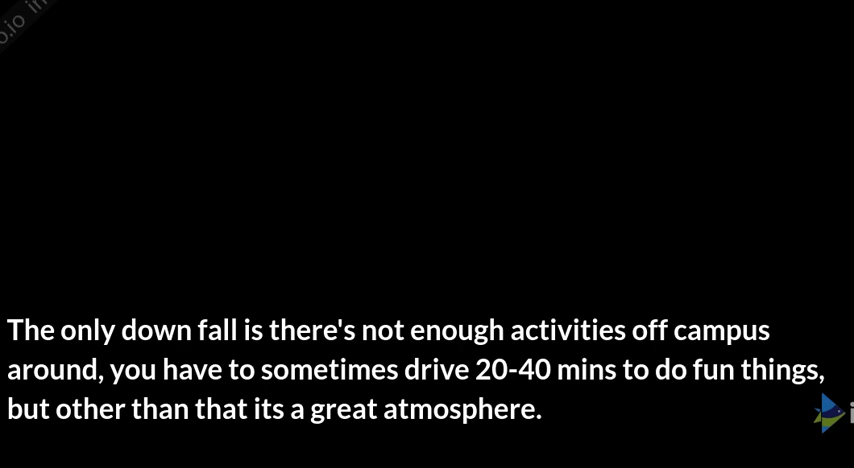 The only down fall is there's not enough activities off campus
around, you have to sometimes drive 20-40 mins to do fun things,
but other than that its a great atmosphere.